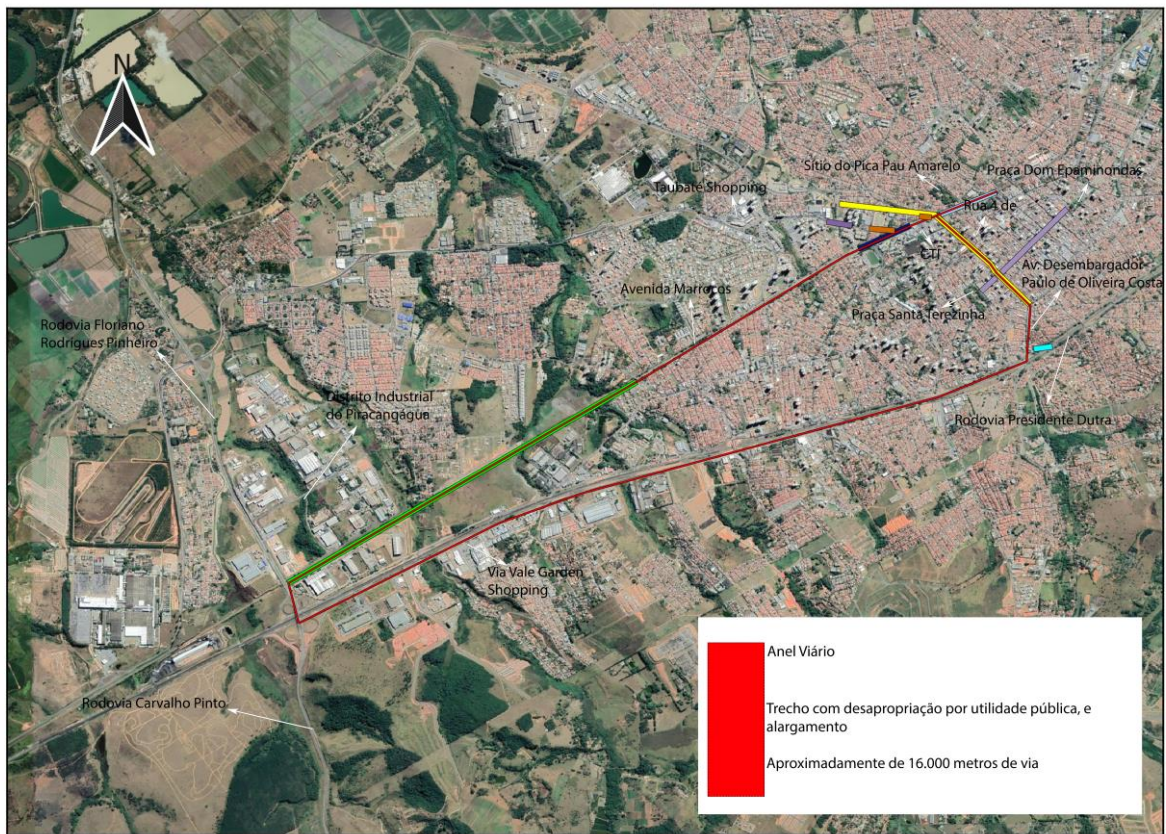 N
Sítio do Pica Pau Amarelo
Praça Dom Epaminondas
Taubaté Shopping
Rua 4 de
CTI
Av. Desembargador
Paulo de Oliveira Costa
Avenida Marrocos
Praça Santa Terezinha
Rodovia Floriano
Rodrigues Pinheiro
Distrito Industrial
do Piracangágua
Rodovia Presidente Dutra
Via Vale Garden
Shopping
Rodovia Carvalho Pinto
Anel Viário
Trecho com desapropriação por utilidade pública, e
alargamento
Aproximadamente de 16.000 metros de via